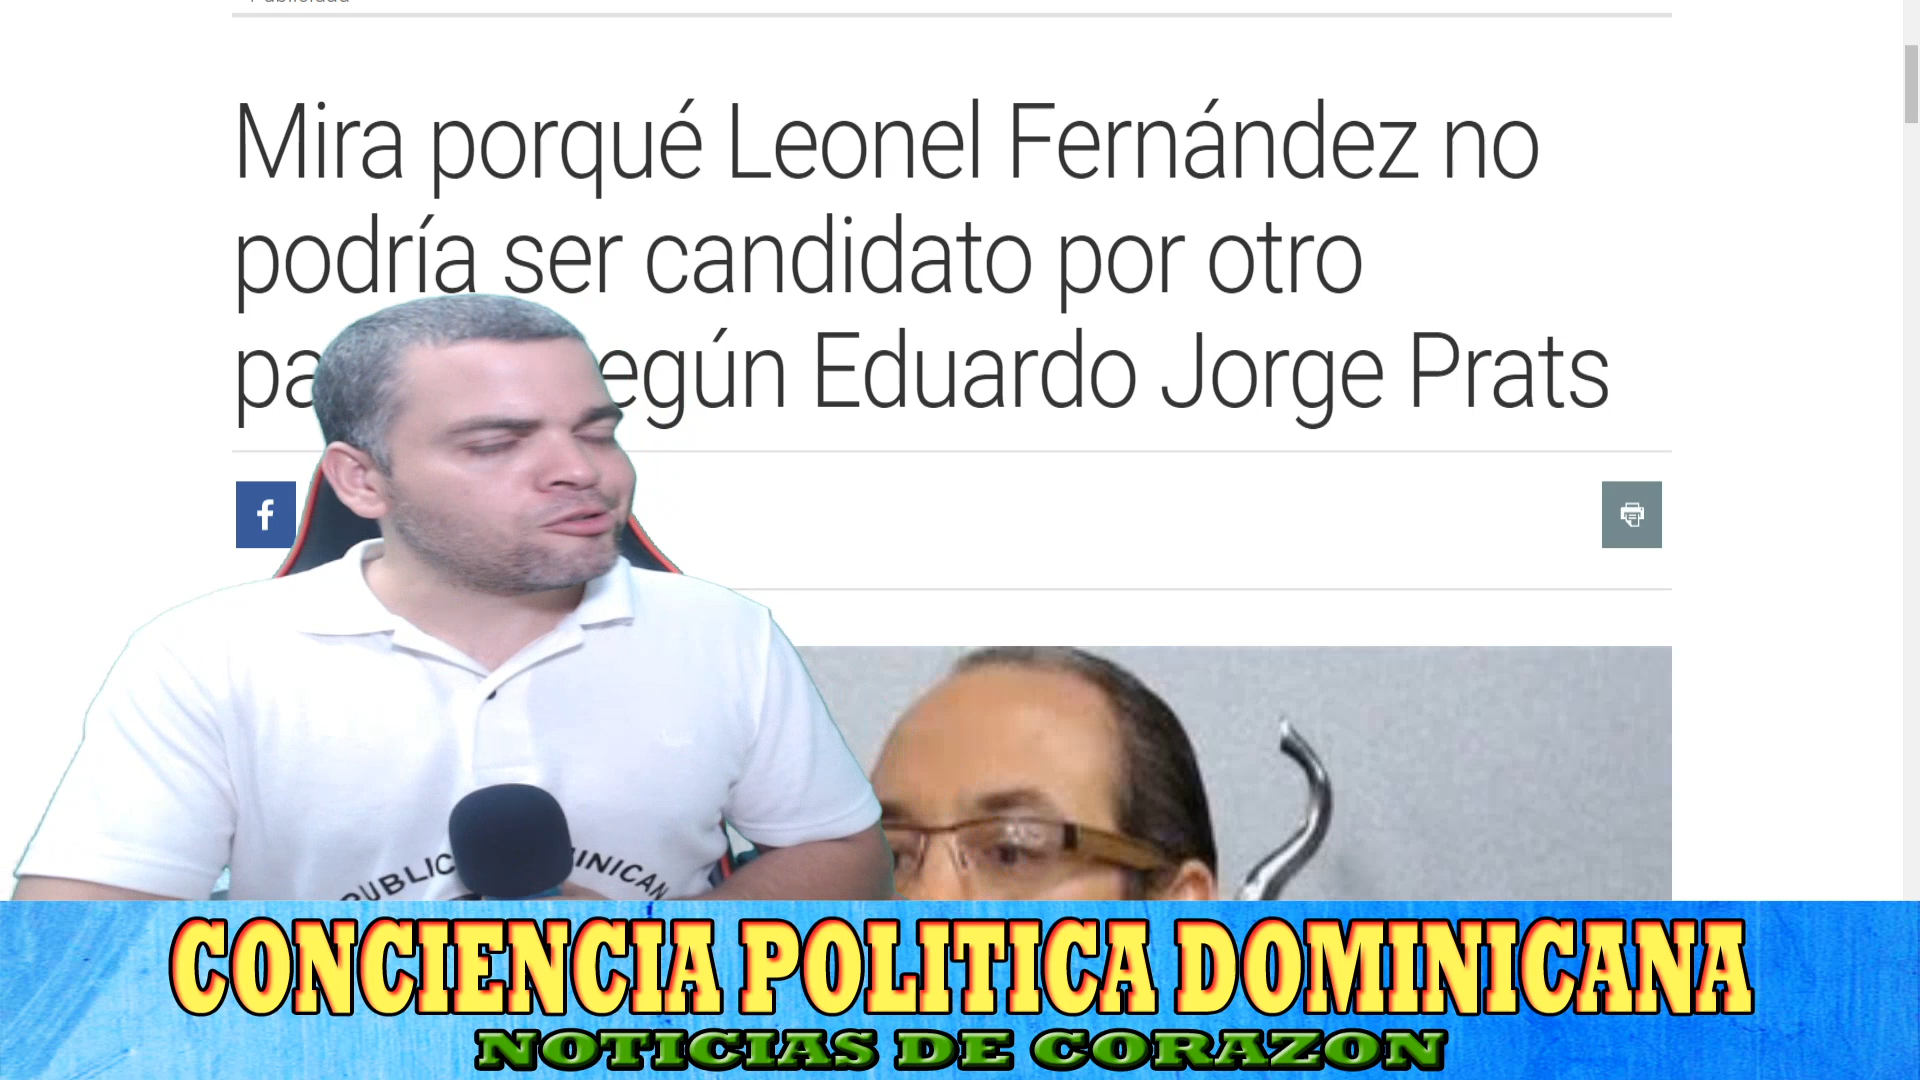 Mira porqué Leonel Fernández no
podría ser candidato por otro
Eduardo Jorge Prats
f
CONCIENCIA POLITICA DOMINICANA
NOTICIAS DE CORAZON